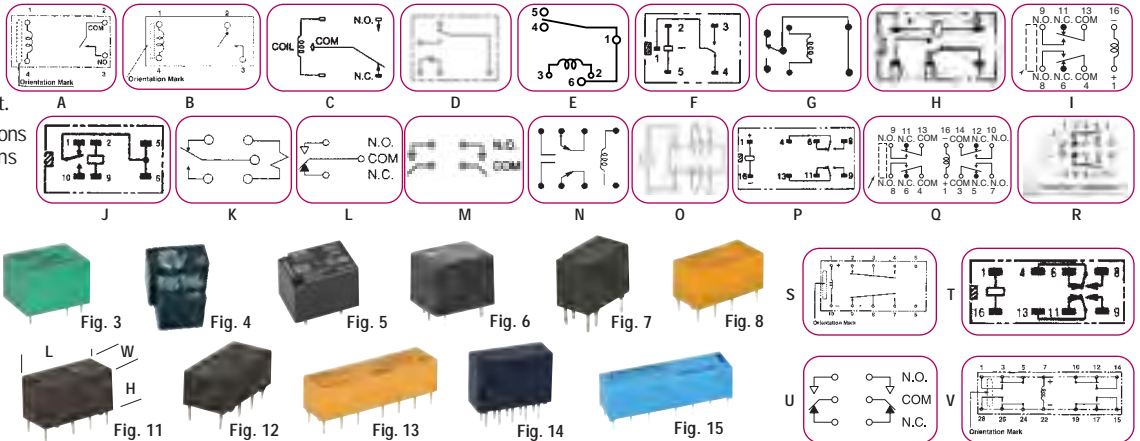 1 2 COM 4 NO Orientation Mark
1 2 4 3 Orientation Mark
COIL N.O. COM N.C.
5 4 1 3 2 6
2 3 1 5 4
9 11 13 16
N.O. N.C. COM −
N.O. N.C. COM +
8 6 4 1
t.
A B C D E F G H I
ons
ns
1 2 5
10 9 6
N.O.
COM
N.C.
N.O.
COM
1 4 6 8
16 13 11 9
9 11 13 16 14 12 10
N.O. N.C. COM − COM N.C. N.O.
N.O. N.C. COM + COM N.C. N.O.
8 6 4 1 3 5 7
J K L M N O P Q R
Fig. 3
Fig. 4
Fig. 5
Fig. 6
Fig. 7
Fig. 8
S
Orientation Mark
T
1 4 6 8
16 13 11 9
L W
H
Fig. 11
Fig. 12
Fig. 13
Fig. 14
Fig. 15
U
N.O.
COM
N.C.
V
1 3 5 7 10 12 14
28 26 24 22 19 17 15
Orientation Mark